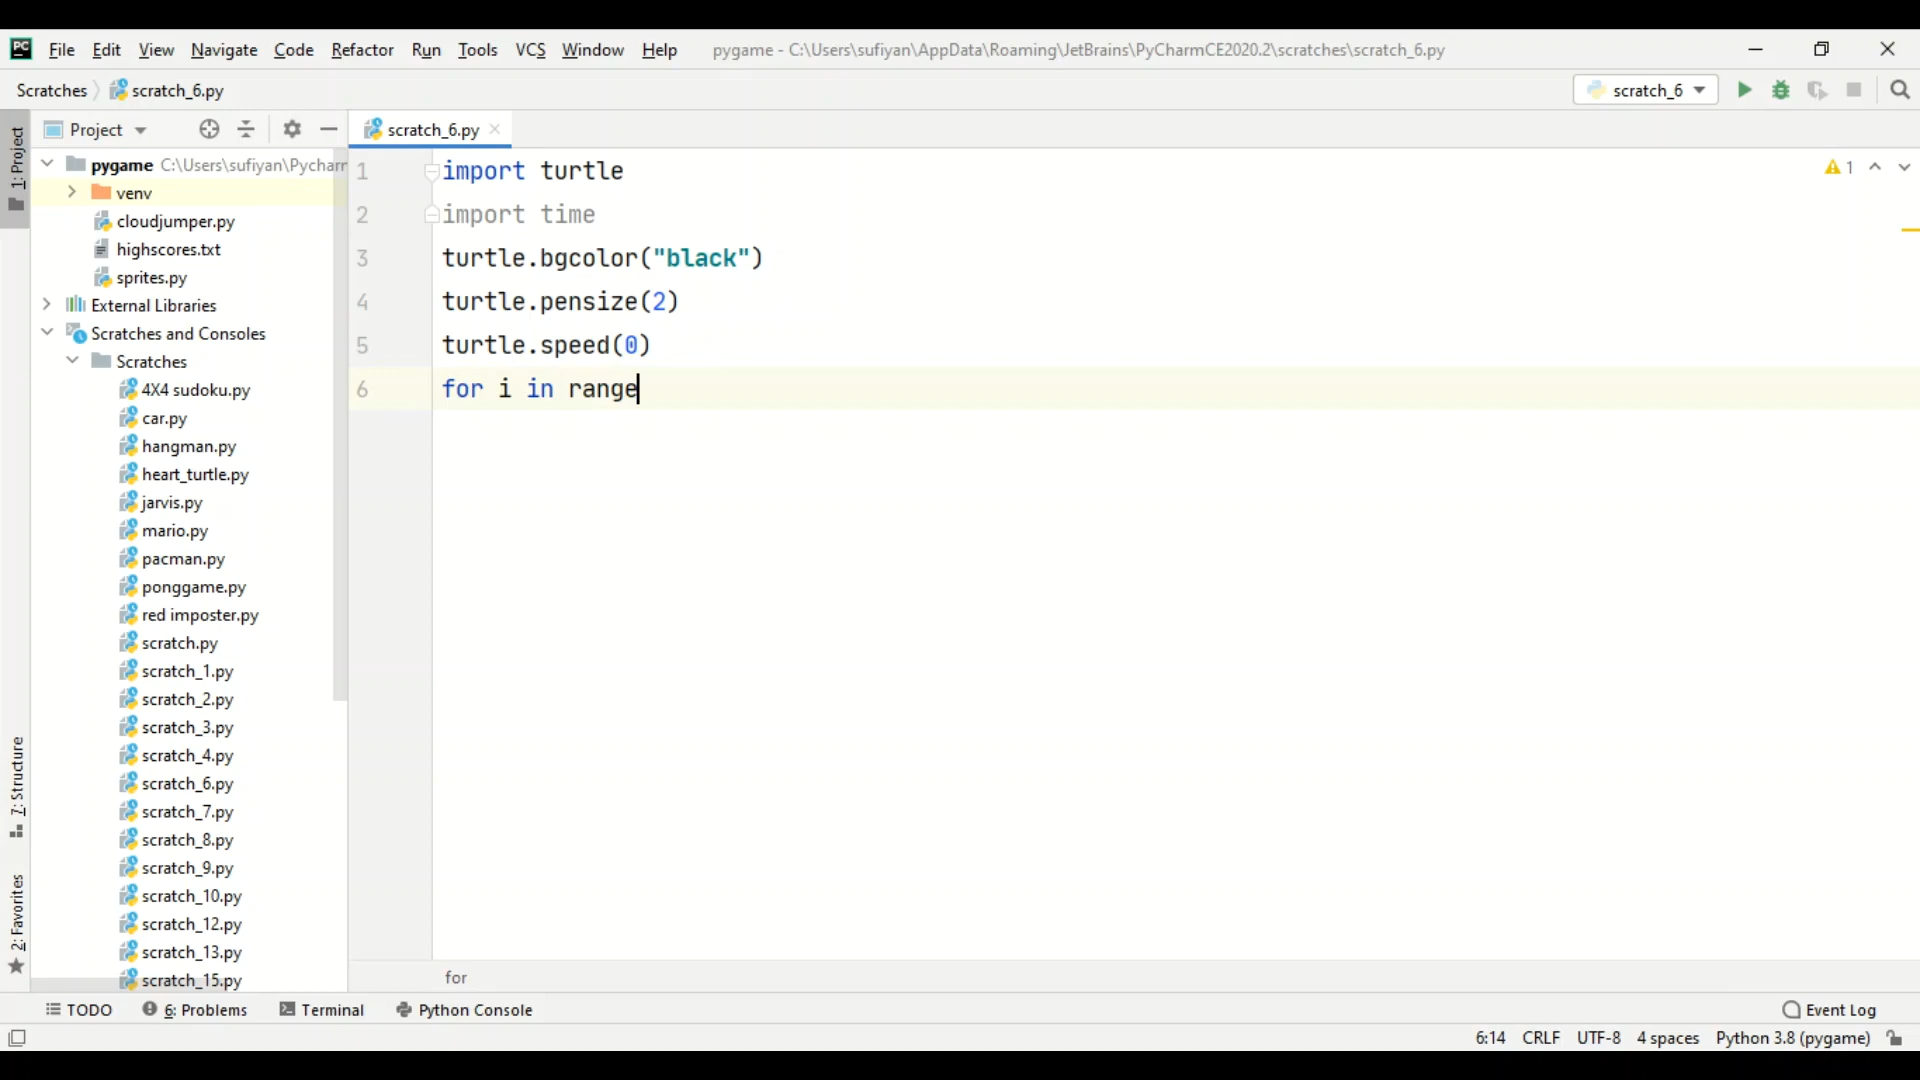 PC File Edit View Navigate Code Refactor Run Tools VCS Window Help pygame - C:\Users\sufiyan\AppData\Roaming\JetBrains\PyCharmCE2020.2\scratches\scratch_6.py
Scratches scratch_6.py scratch_6
1: Project
Project
scratch_6.py
pygame C:\Users\sufiyan\Pychar
venv
cloudjumper.py
highscores.txt
sprites.py
External Libraries
Scratches and Consoles
Scratches
4X4 sudoku.py
car.py
hangman.py
heart_turtle.py
jarvis.py
mario.py
pacman.py
ponggame.py
red imposter.py
scratch.py
scratch_1.py
scratch_2.py
scratch_3.py
scratch_4.py
scratch_6.py
scratch_7.py
scratch_8.py
scratch_9.py
scratch_10.py
scratch_12.py
scratch_13.py
scratch_15.py
7: Structure
2: Favorites
1 import turtle
2 import time
3 turtle.bgcolor("black")
4 turtle.pensize(2)
5 turtle.speed(0)
6 for i in range
1
for
TODO 6: Problems Terminal Python Console Event Log
6:14 CRLF UTF-8 4 spaces Python 3.8 (pygame)